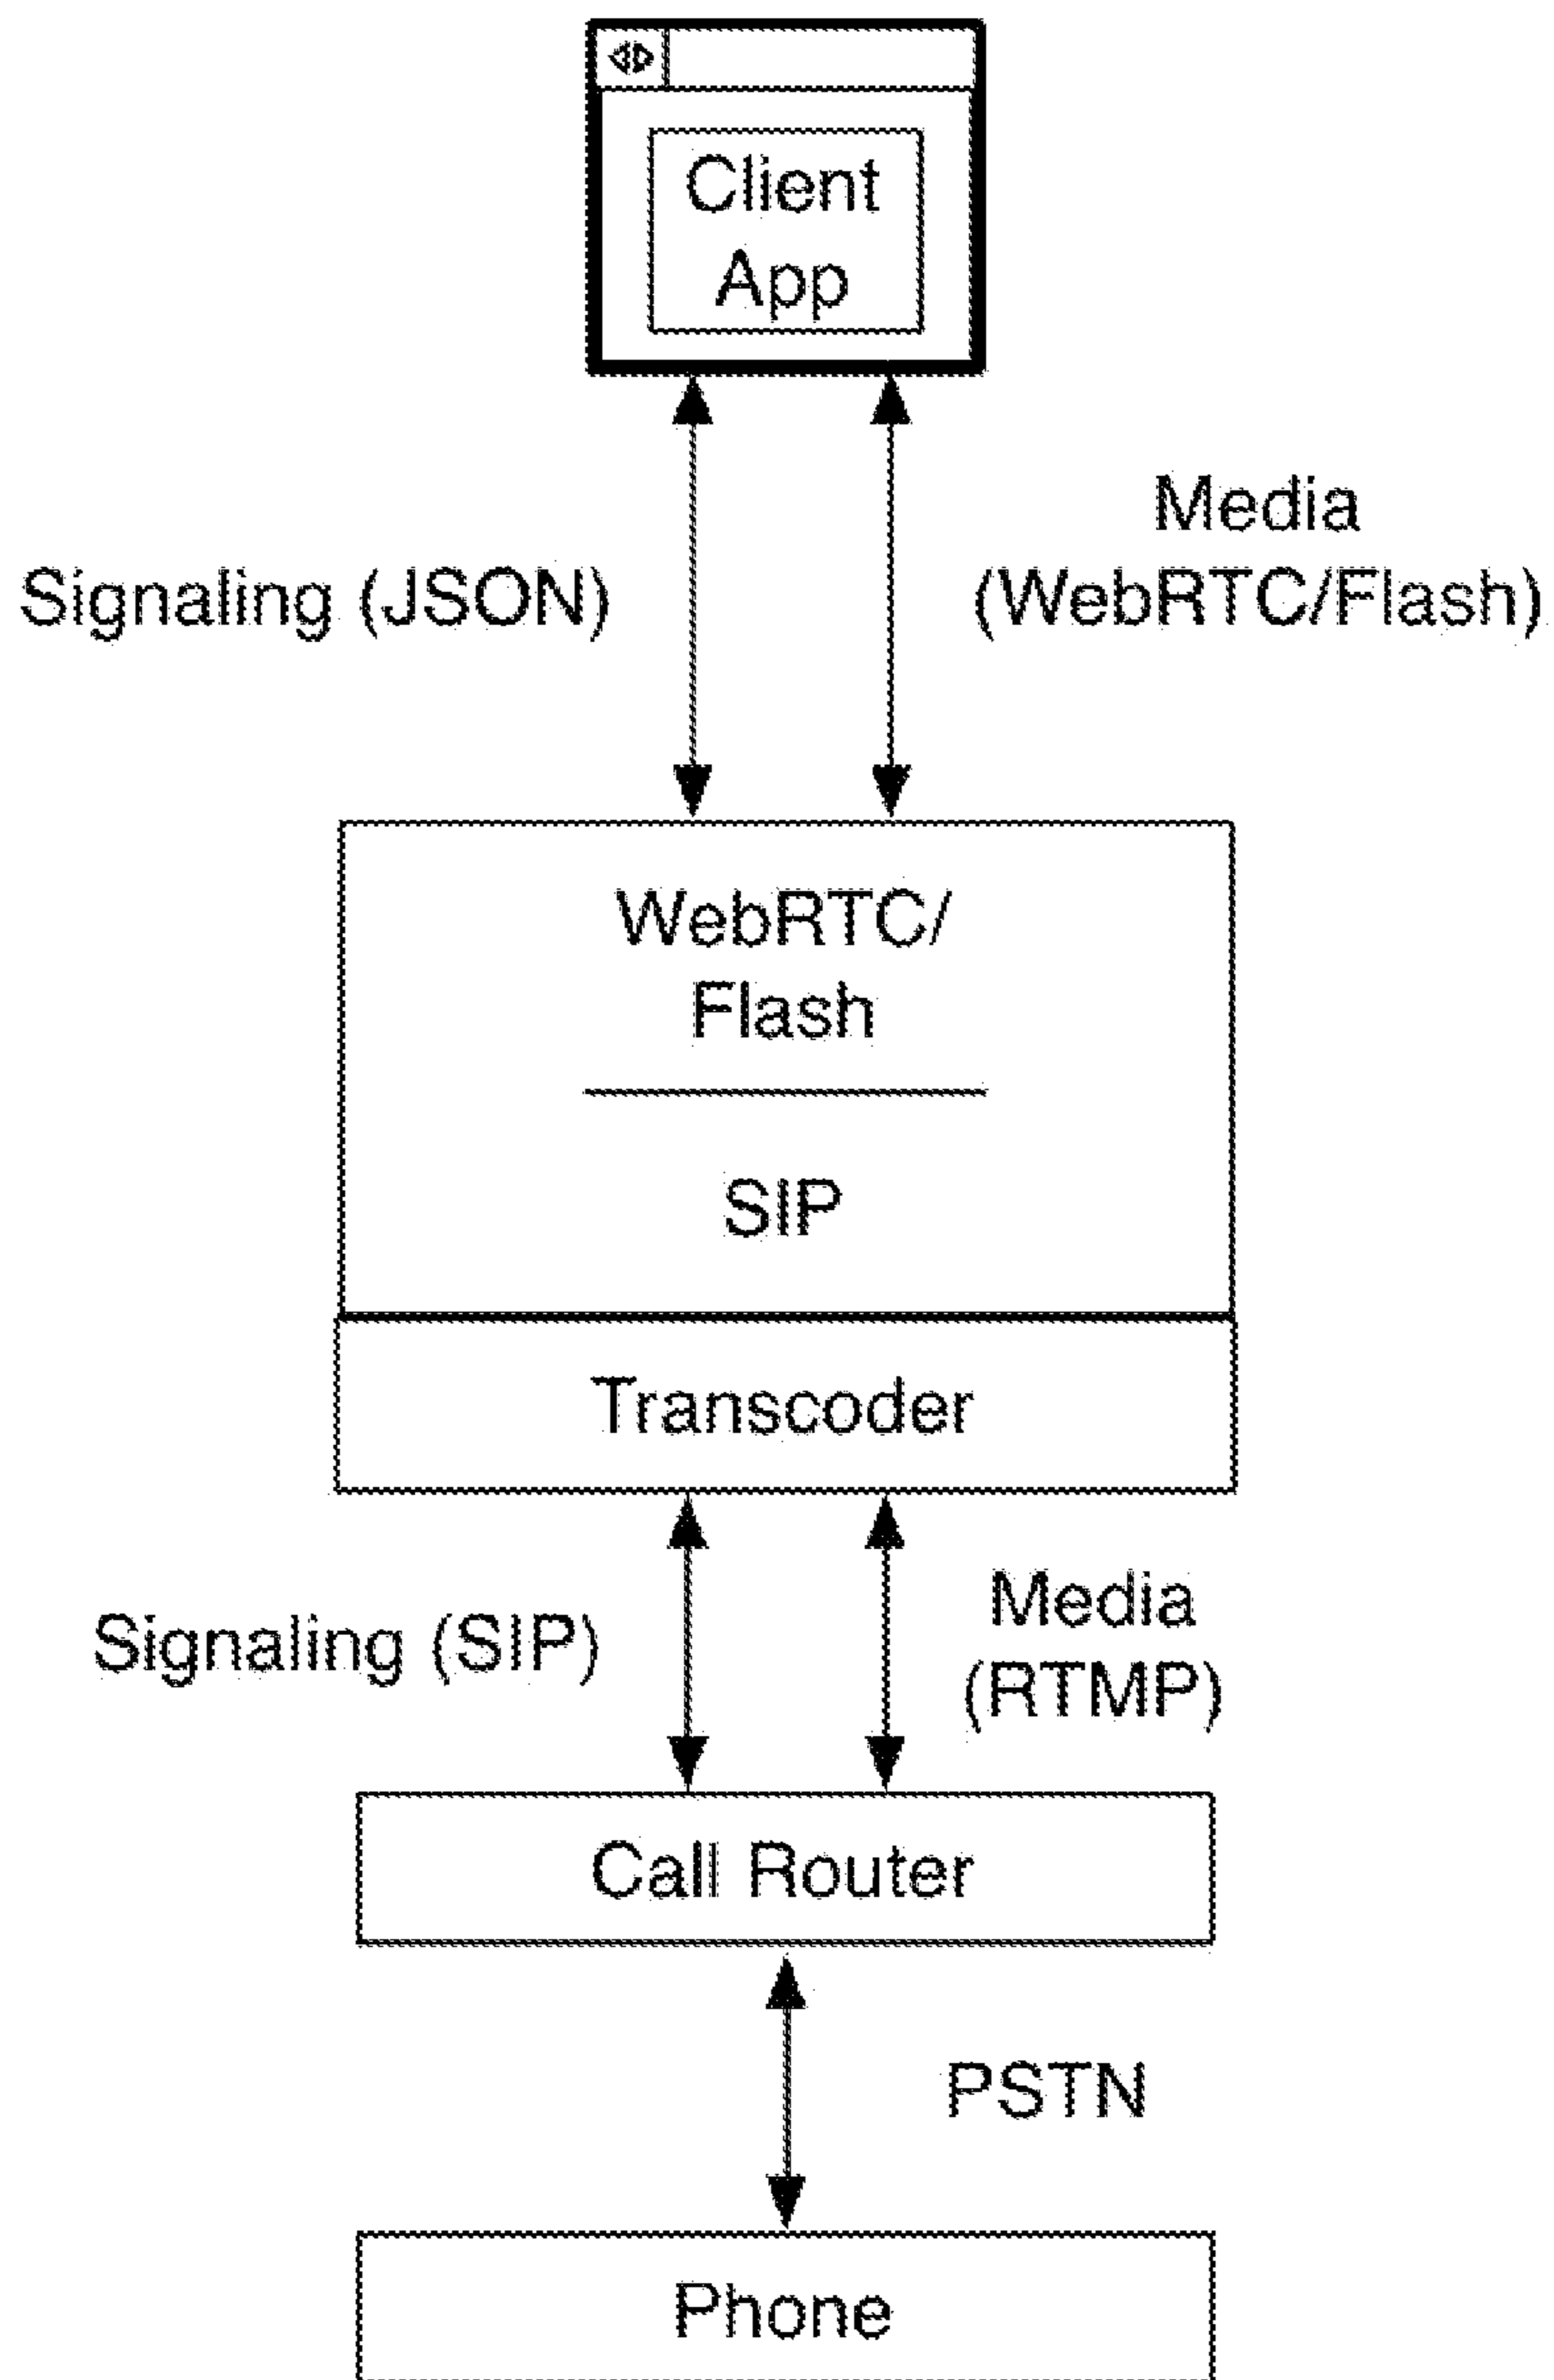 Client
App
Signaling (JSON)
Media
(WebRTC/Flash)
WebRTC/
Flash
SIP
Transcoder
Signaling (SIP)
Media
(RTMP)
Call Router
PSTN
Phone